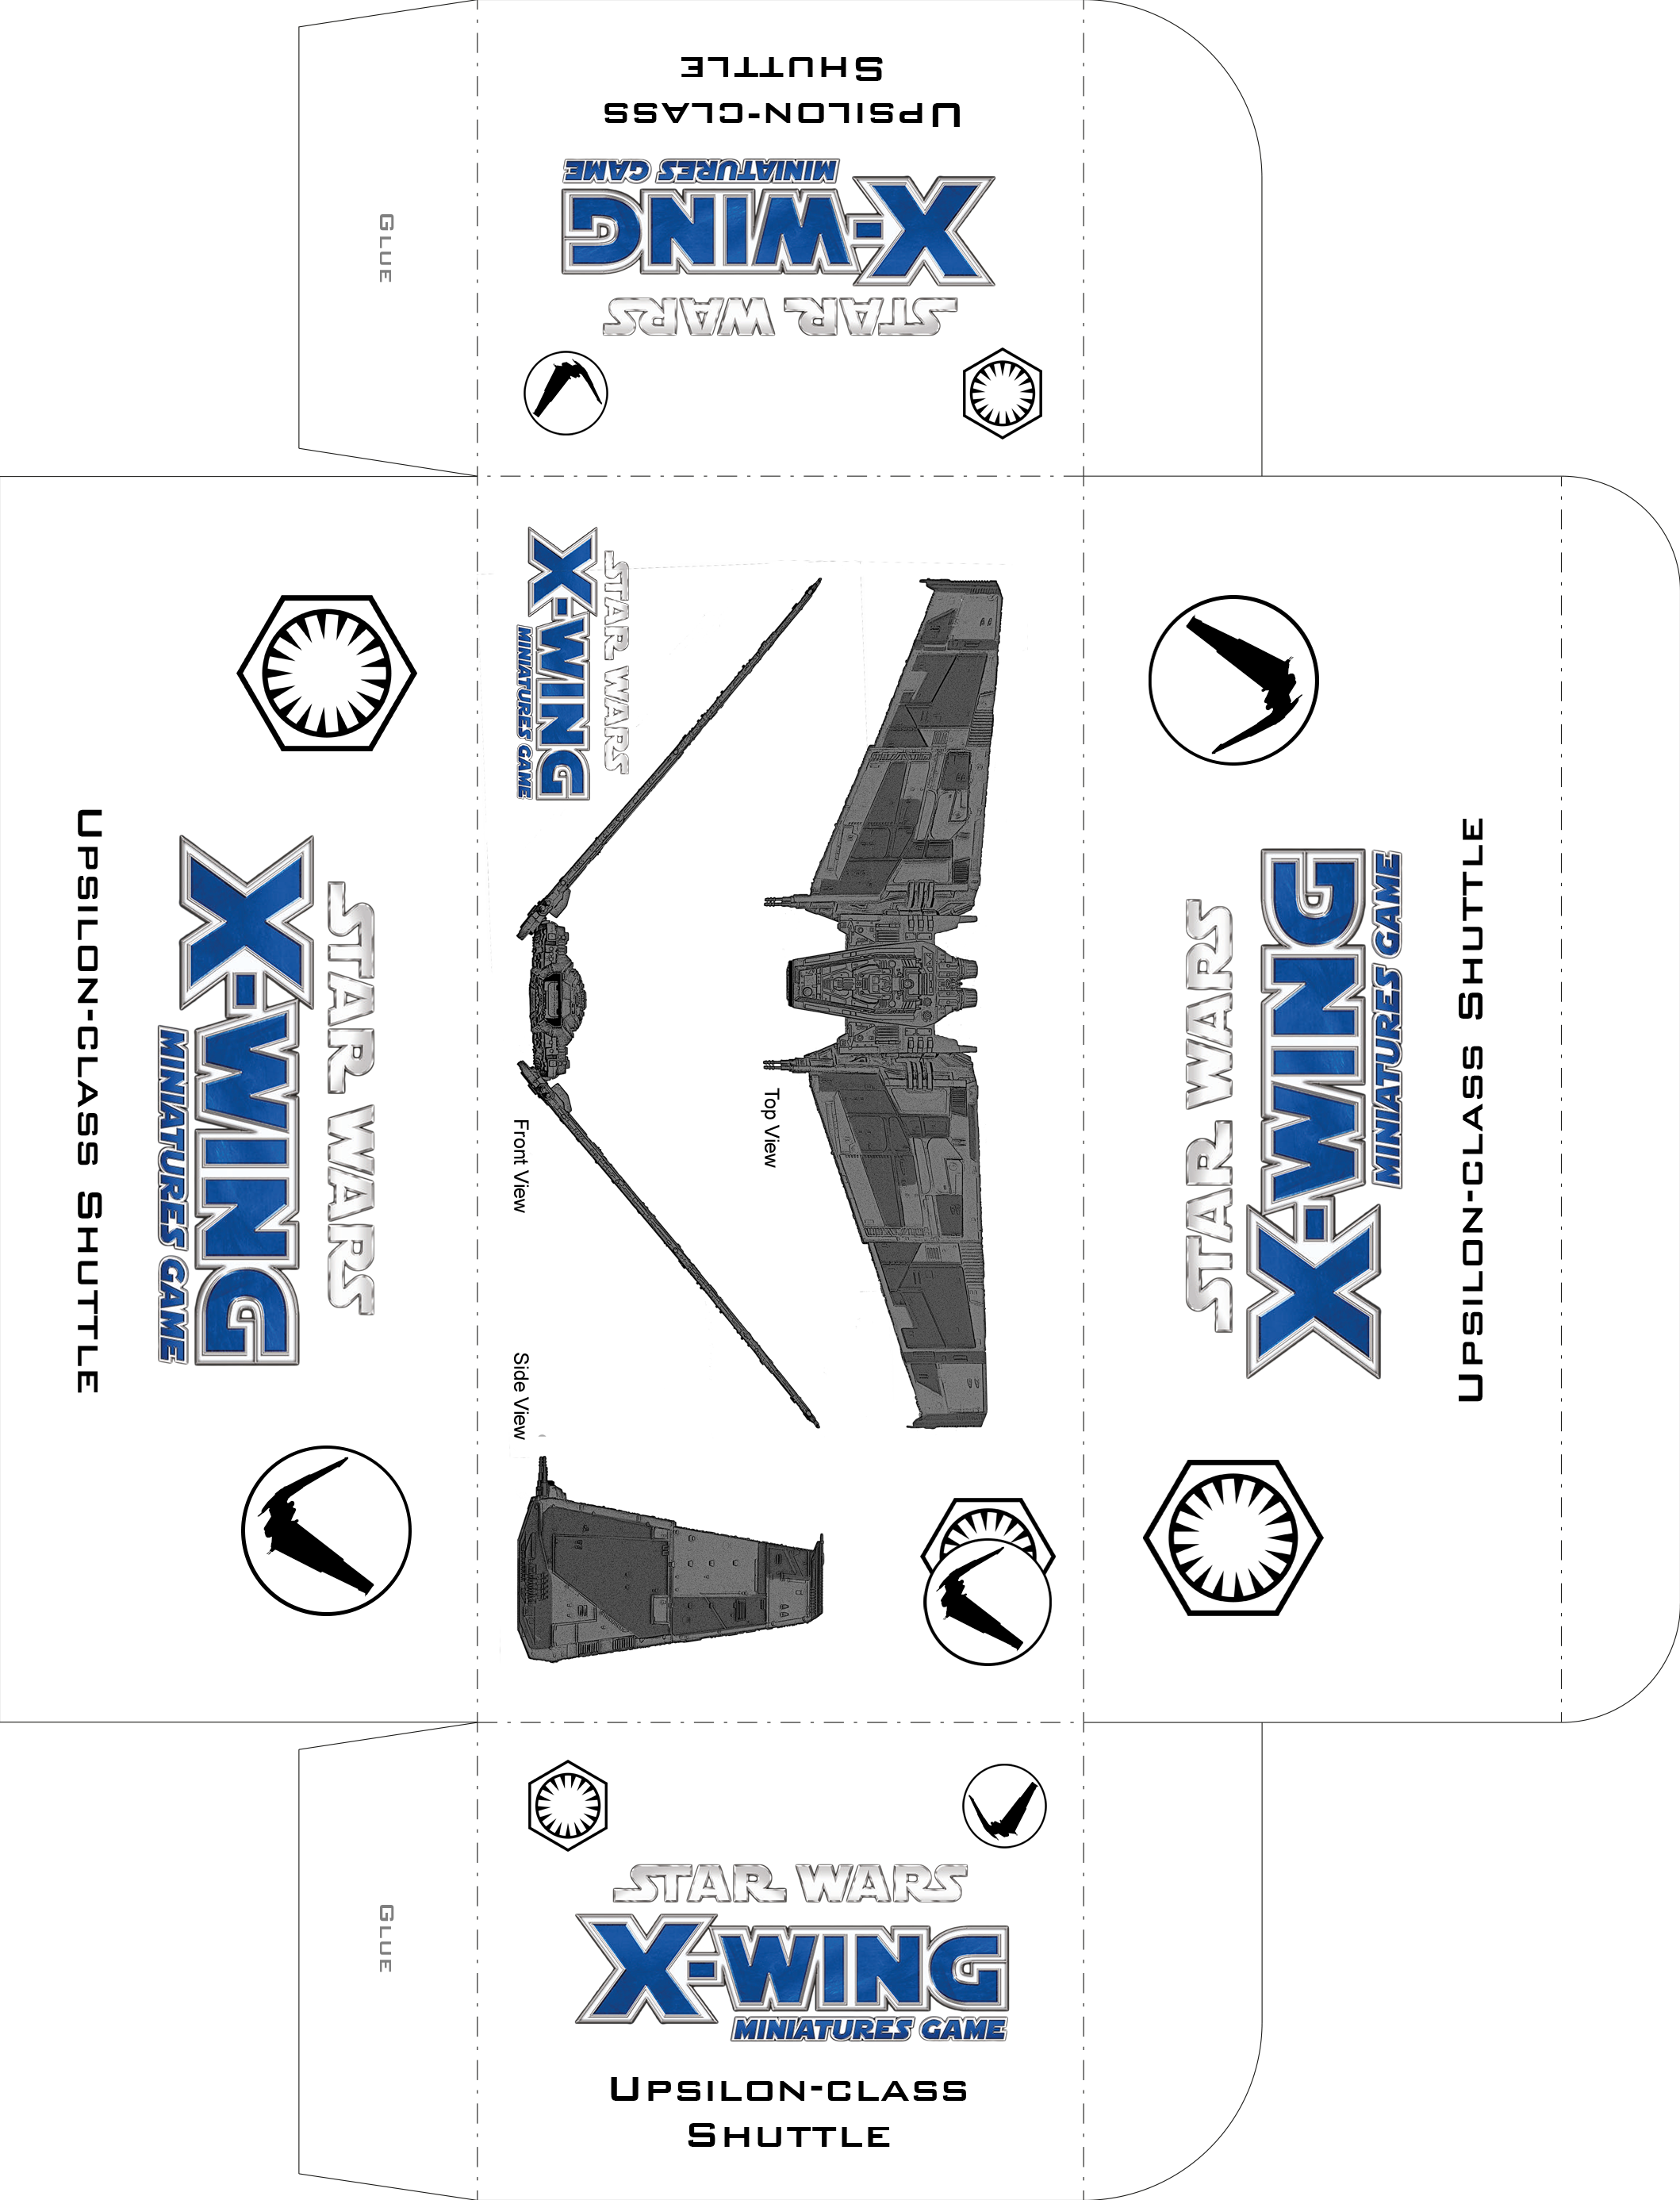 UPSILON-CLASS
SHUTTLE
X-WING
MINIATURES GAME
STAR WARS
GLUE
STAR WARS
X-WING
MINIATURES GAME
Top View
Front View
Side View
STAR WARS
X-WING
MINIATURES GAME
UPSILON-CLASS SHUTTLE
STAR WARS
X-WING
MINIATURES GAME
UPSILON-CLASS SHUTTLE
GLUE
STAR WARS
X-WING
MINIATURES GAME
UPSILON-CLASS
SHUTTLE